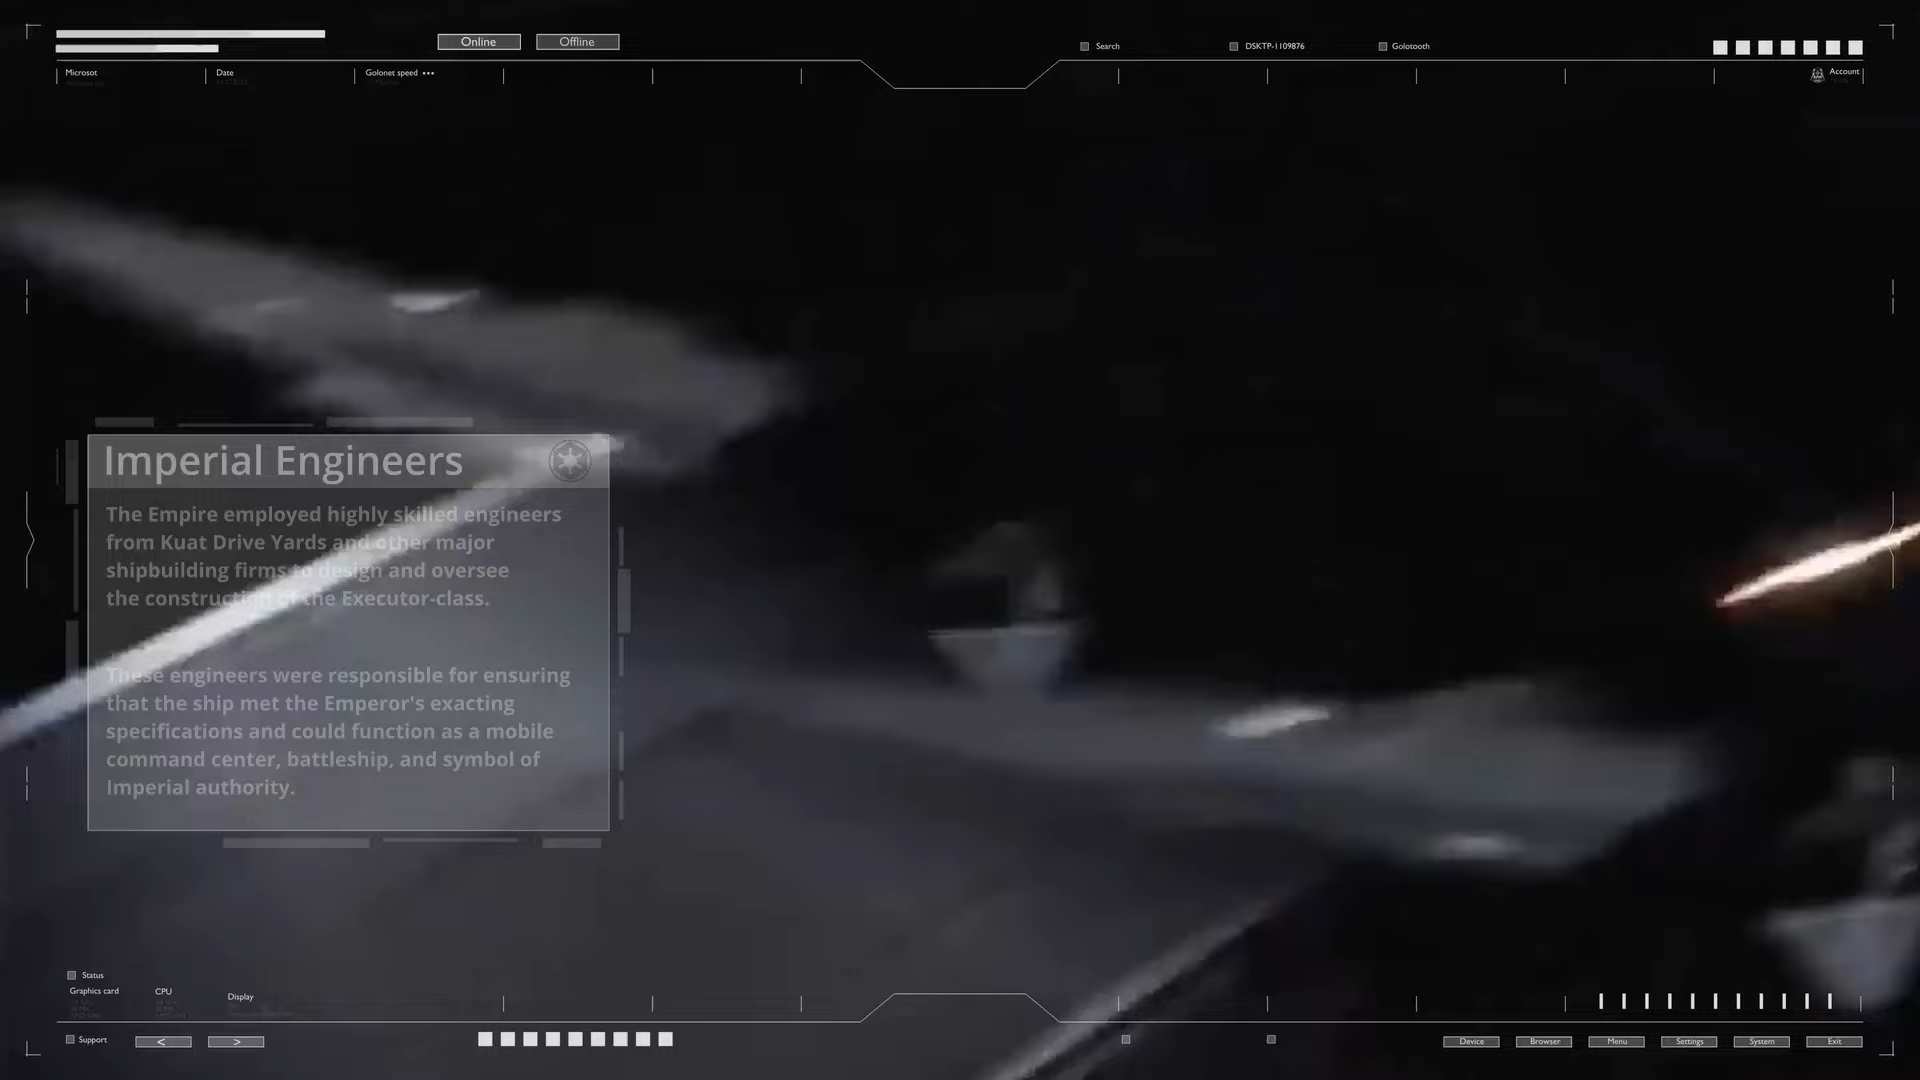 Online
Offline
Search
DSKTP-1109876
Golotooth
Microsot
Date
Golonet speed •••
Account
Imperial Engineers
The Empire employed highly skilled engineers
from Kuat Drive Yards and other major
shipbuilding firms to design and oversee
the construction of the Executor-class.
These engineers were responsible for ensuring
that the ship met the Emperor's exacting
specifications and could function as a mobile
command center, battleship, and symbol of
Imperial authority.
Status
Graphics card
CPU
Display
Support
<
>
Device
Browser
Menu
Settings
System
Exit